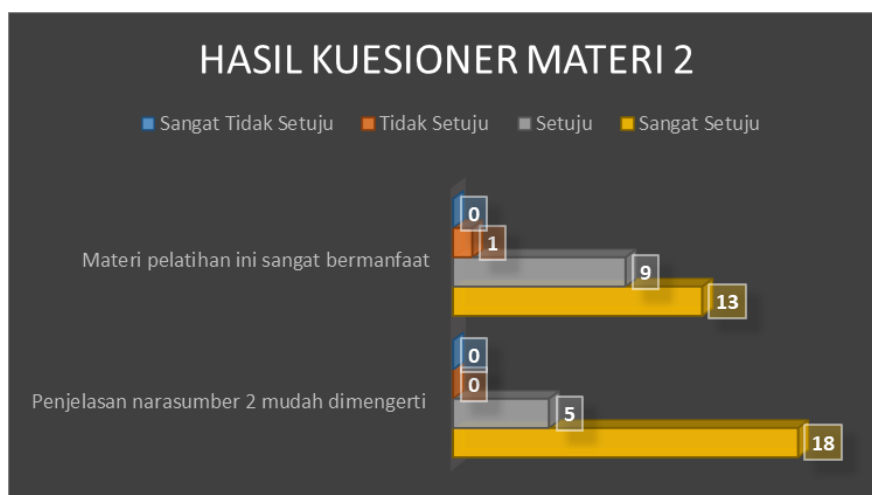 HASIL KUESIONER MATERI 2
Sangat Tidak Setuju Tidak Setuju Setuju Sangat Setuju
0
1
Materi pelatihan ini sangat bermanfaat
9
13
0
0
Penjelasan narasumber 2 mudah dimengerti
5
18